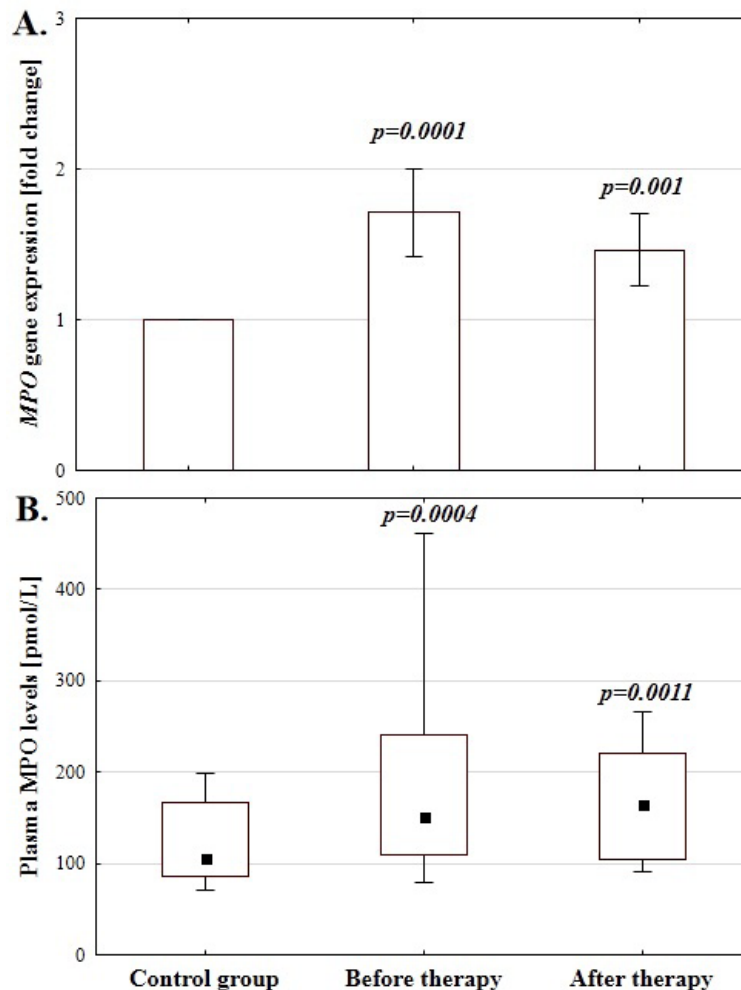 A.
MPO gene expression [fold change]
3
2
1
0
p=0.0001
p=0.001
B.
Plasma MPO levels [pmol/L]
500
400
300
200
100
0
p=0.0004
p=0.0011
Control group
Before therapy
After therapy